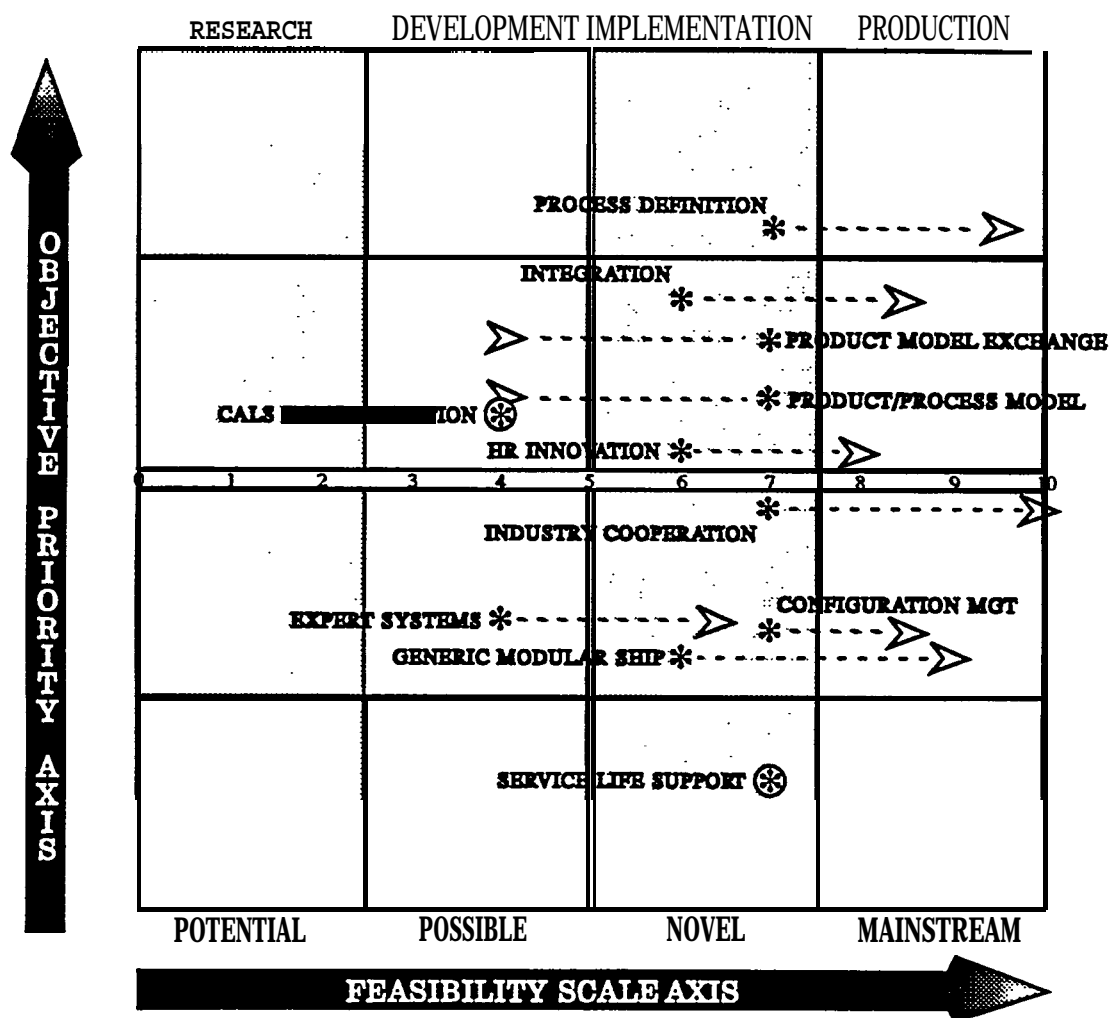 RESEARCH DEVELOPMENT IMPLEMENTATION PRODUCTION
OBJECTIVE PRIORITY AXIS
PROCESS DEFINITION
INTEGRATION
PRODUCT MODEL EXCHANGE
PRODUCT/PROCESS MODEL
CALS ION
HR INNOVATION
0 1 2 3 4 5 6 7 8 9 10
INDUSTRY COOPERATION
CONFIGURATION MGT
EXPERT SYSTEMS
GENERIC MODULAR SHIP
SERVICE LIFE SUPPORT
POTENTIAL POSSIBLE NOVEL MAINSTREAM
FEASIBILITY SCALE AXIS